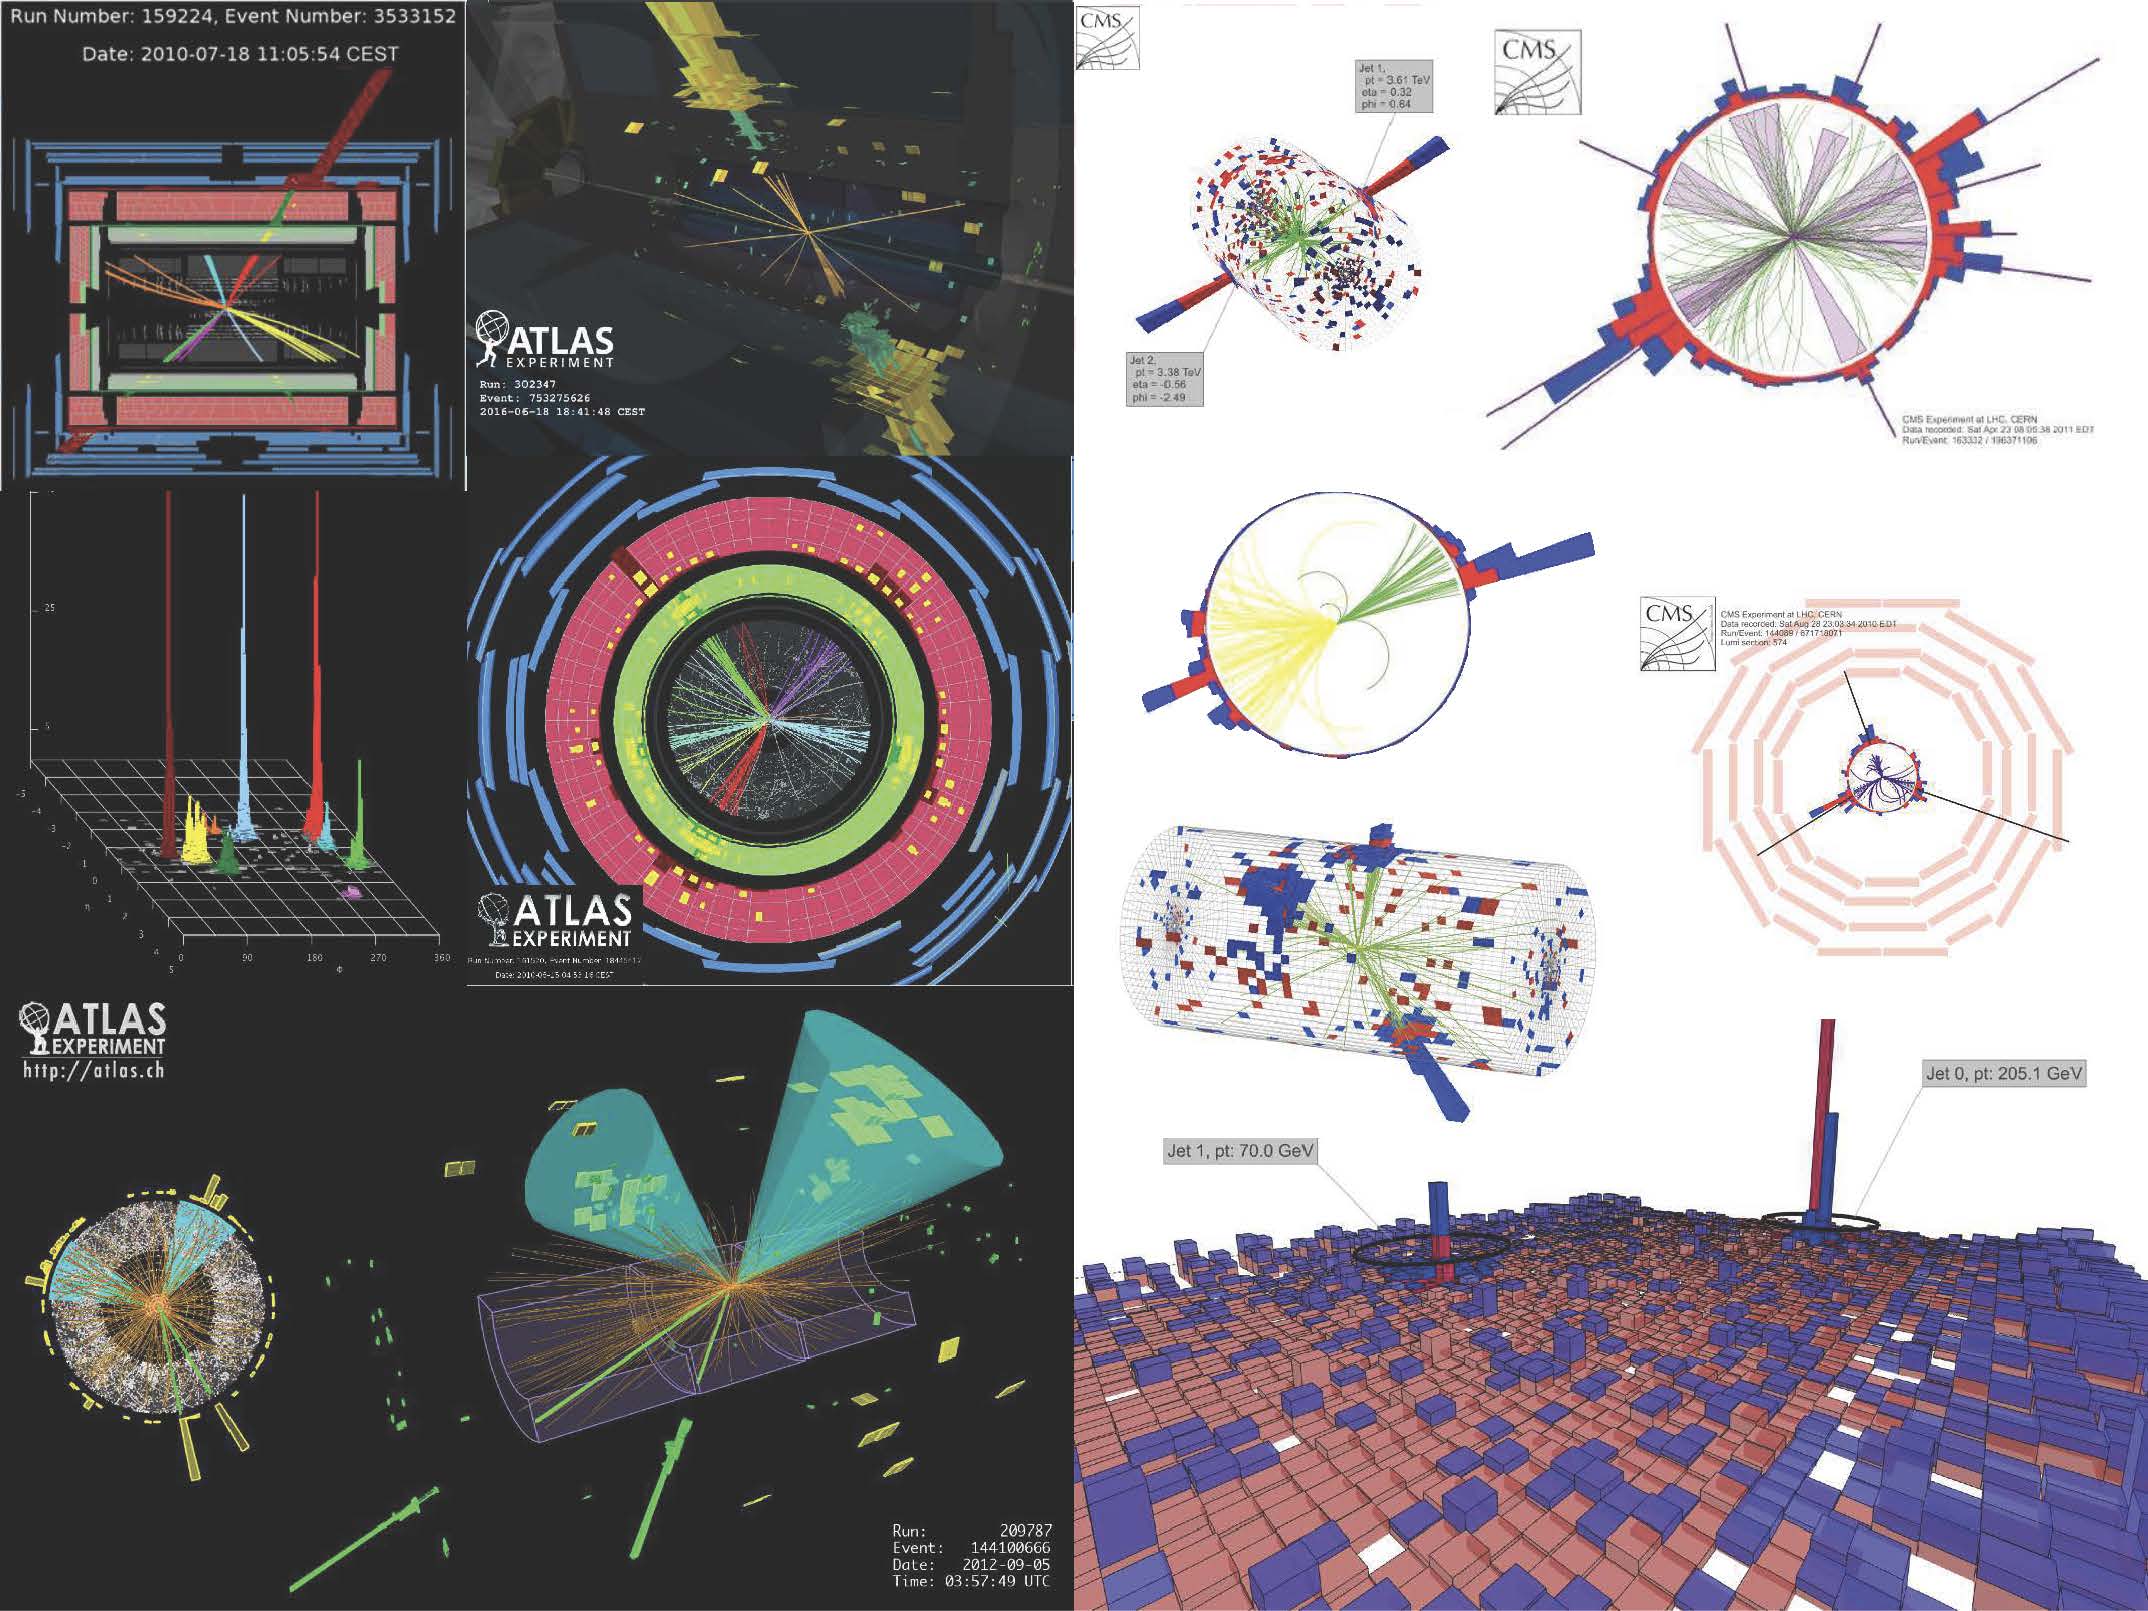 Run Number: 159224, Event Number: 3533152
Date: 2010-07-18 11:05:54 CEST
ATLAS
EXPERIMENT
Run: 302347
Event: 753275626
2016-06-18 18:41:48 CEST
CMS
Jet 1,
pt = 3.61 TeV
eta = 0.32
phi = 0.64
Jet 2,
pt = 3.38 TeV
eta = -0.56
phi = -2.49
CMS
CMS Experiment at LHC, CERN
Data recorded: Sat Apr 23 08:05:38 2011 EDT
Run/Event: 163332 / 196371106
25
5
-5
-4
-3
-2
-1
0
1
2
3
4
5
η
0
90
180
Φ
270
360
ATLAS
EXPERIMENT
Run Number: 161520, Event Number:
Date:
CMS
CMS Experiment at LHC, CERN
Data recorded: Sat Aug 28 23:03:34 2010 EDT
Run/Event: 144089 / 671718071
Lumi section: 574
ATLAS
EXPERIMENT
http://atlas.ch
Run: 209787
Event: 144100666
Date: 2012-09-05
Time: 03:57:49 UTC
Jet 0, pt: 205.1 GeV
Jet 1, pt: 70.0 GeV